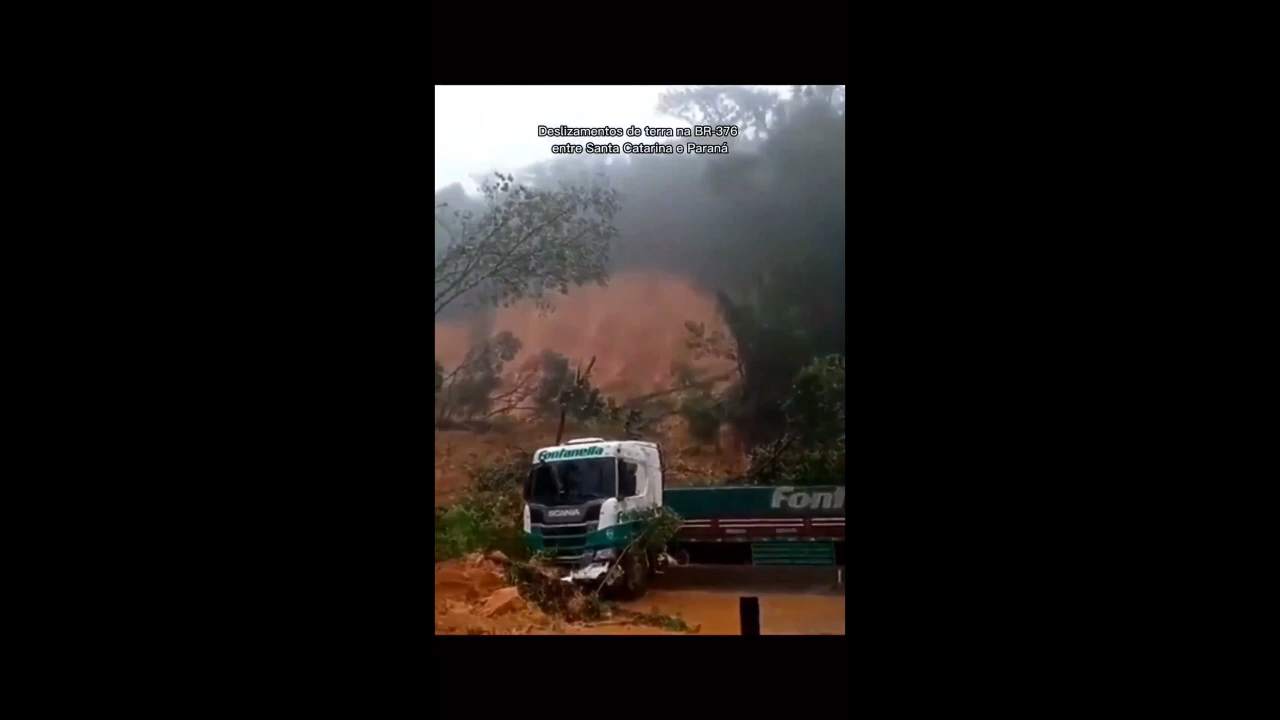 Deslizamentos de terra na BR-376
entre Santa Catarina e Paraná
Fontanella
SCANIA
Font